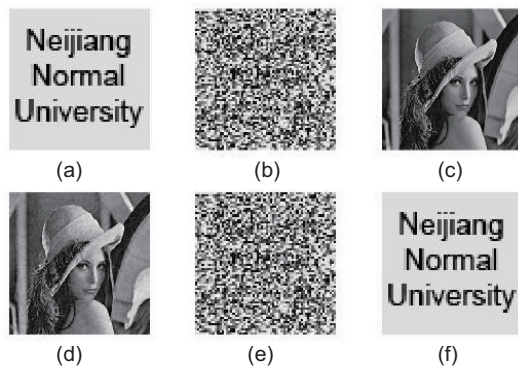 Neijiang
Normal
University
(a)
(b)
(c)
(d)
(e)
Neijiang
Normal
University
(f)